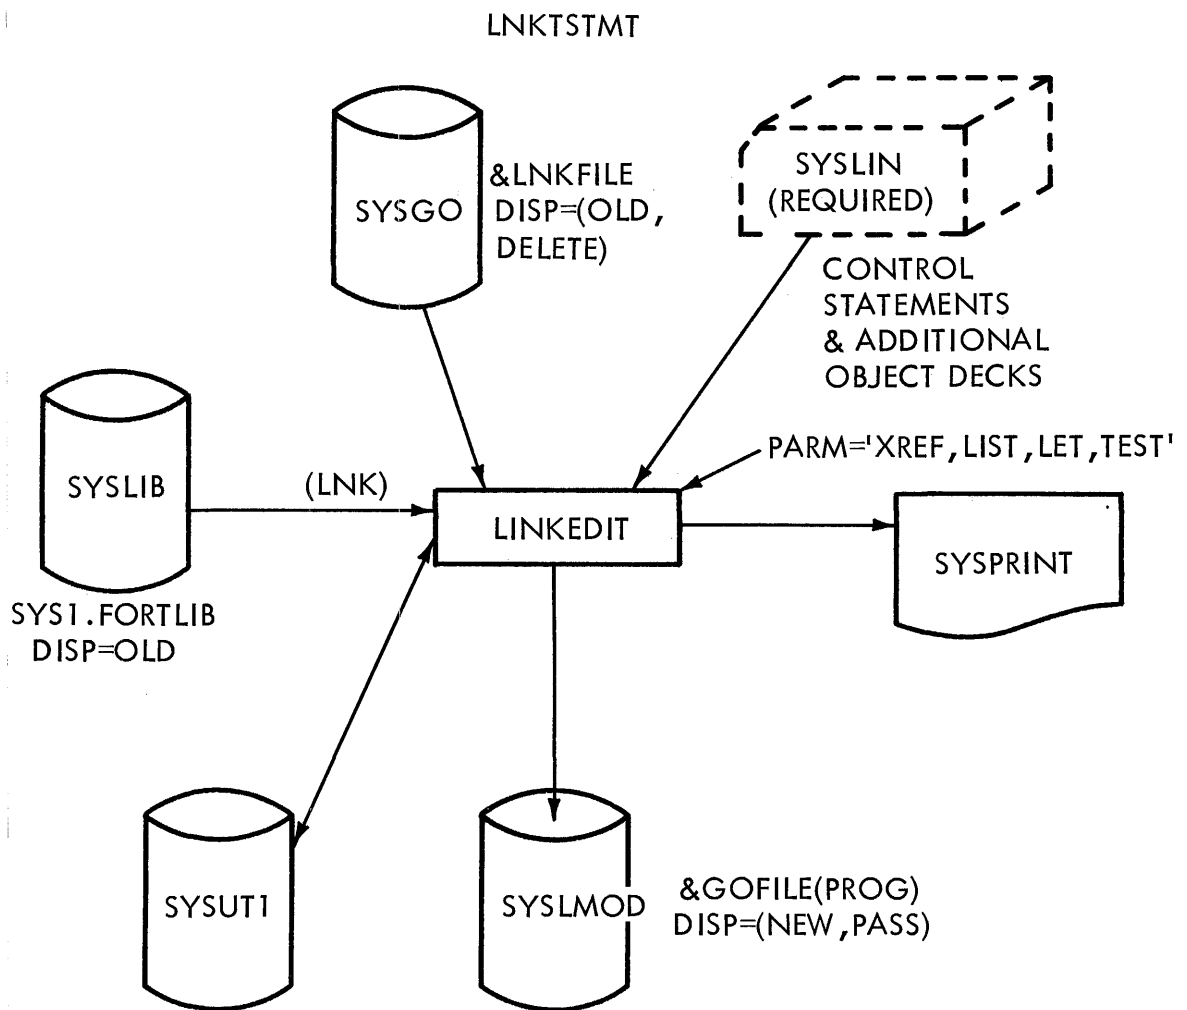 LNKTSTMT
SYSGO
&LNKFILE
DISP=(OLD,
DELETE)
SYSLIN
(REQUIRED)
CONTROL
STATEMENTS
& ADDITIONAL
OBJECT DECKS
PARM='XREF,LIST,LET,TEST'
SYSLIB
(LNK)
LINKEDIT
SYSPRINT
SYS1.FORTLIB
DISP=OLD
SYSUT1
SYSLMOD
&GOFILE(PROG)
DISP=(NEW,PASS)